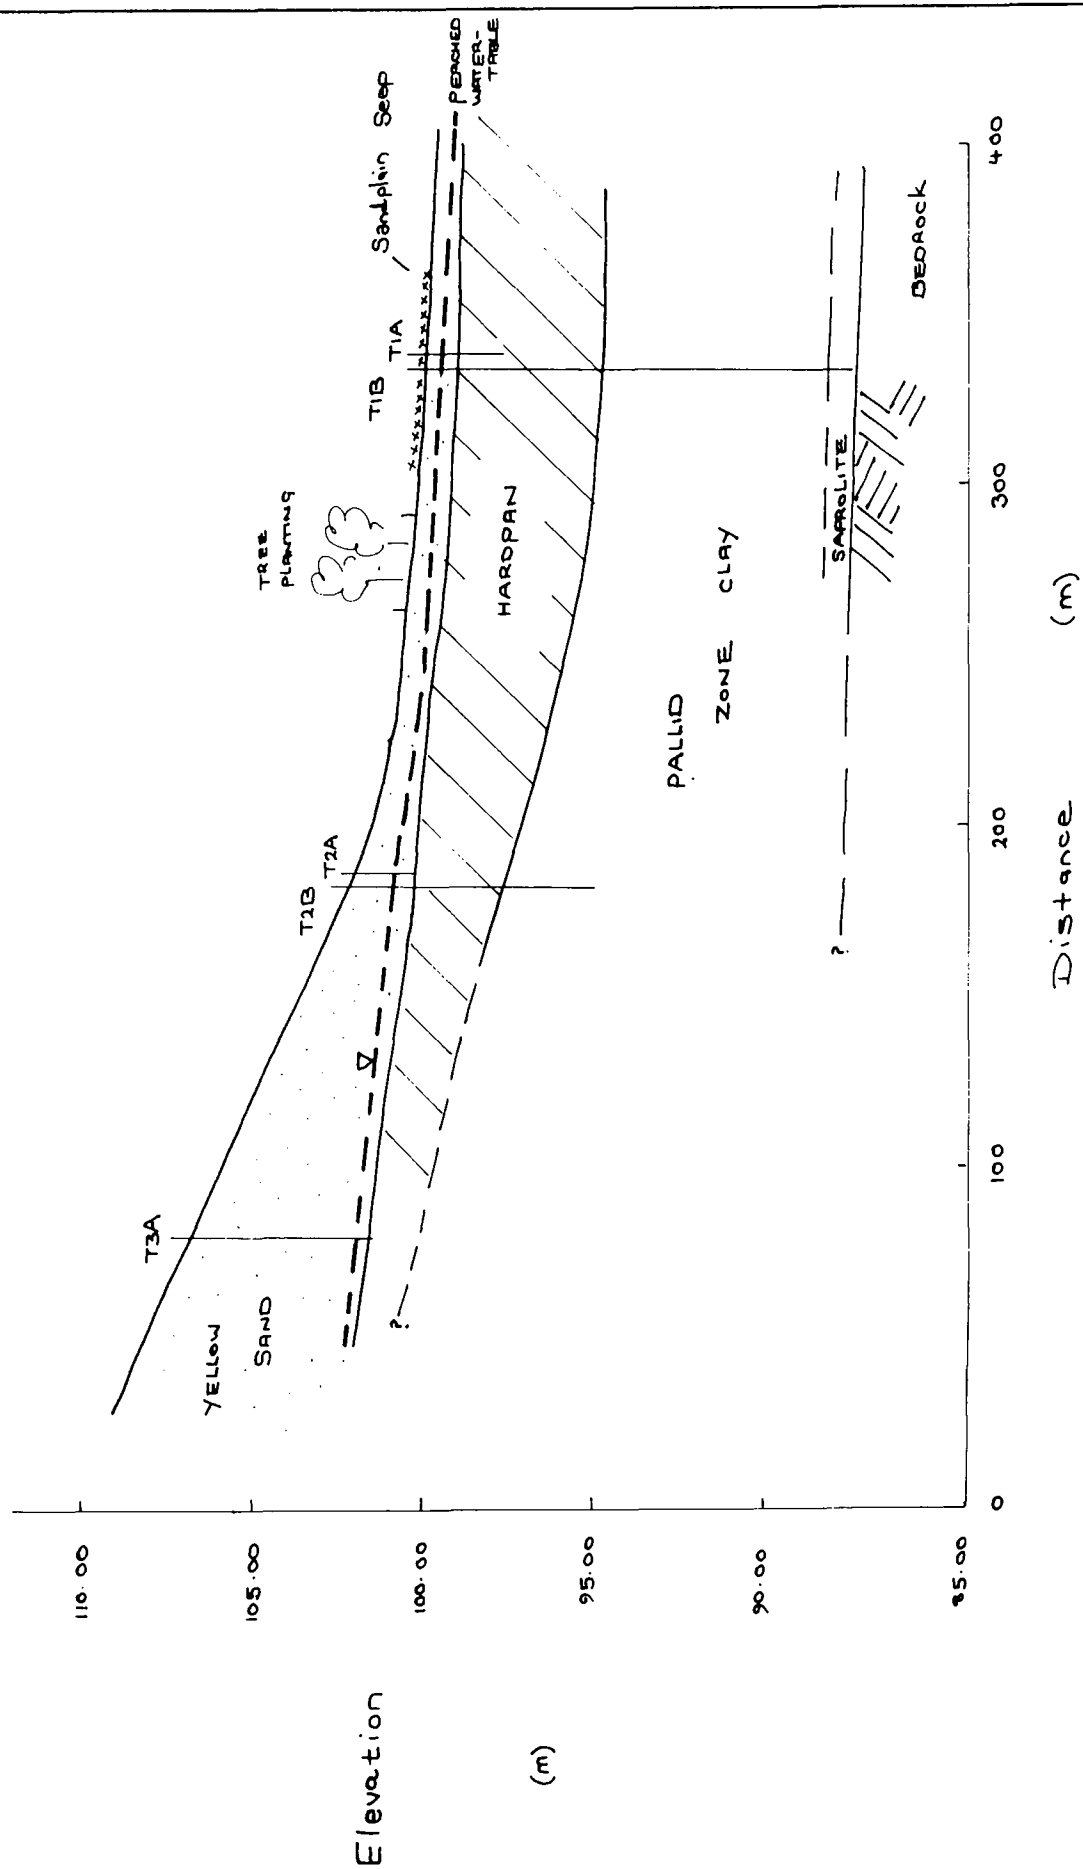 Elevation
(m)
110.00
105.00
100.00
95.00
90.00
85.00
0
100
200
300
400
Distance (m)
T3A
T2B
T2A
T1B
T1A
TREE
PLANTING
Sandplain Seep
PERCHED
WATER-
TABLE
YELLOW
SAND
HARDPAN
PALLID
ZONE CLAY
SAPROLITE
BEDROCK
?
?